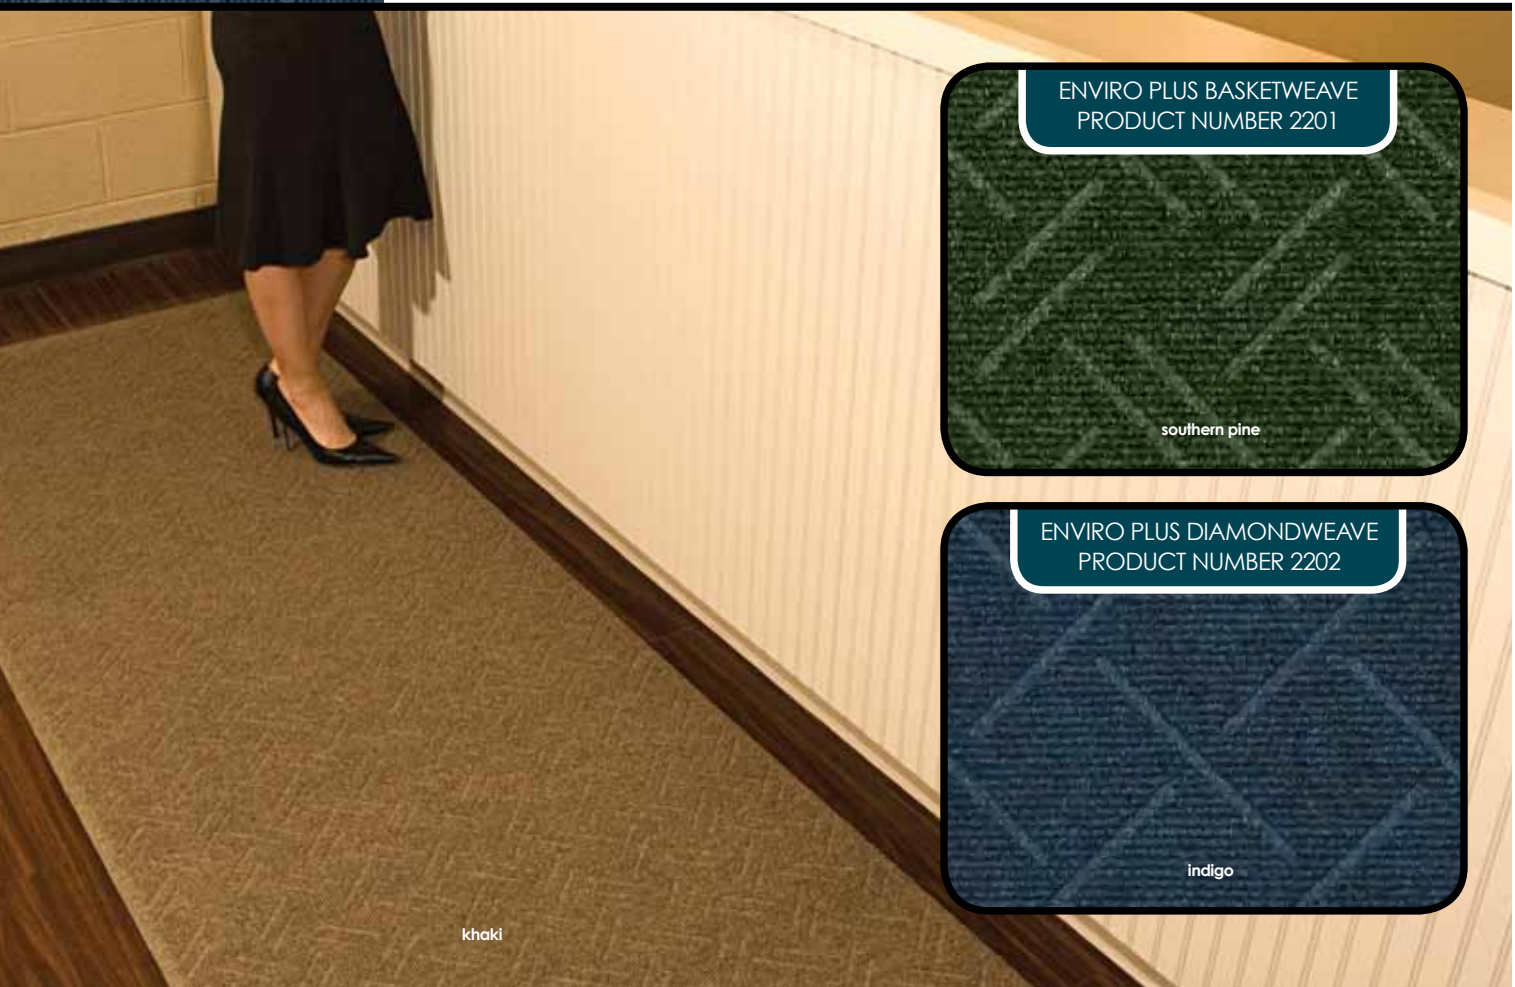 ENVIRO PLUS BASKETWEAVE
PRODUCT NUMBER 2201
southern pine
ENVIRO PLUS DIAMONDWEAVE
PRODUCT NUMBER 2202
indigo
khaki